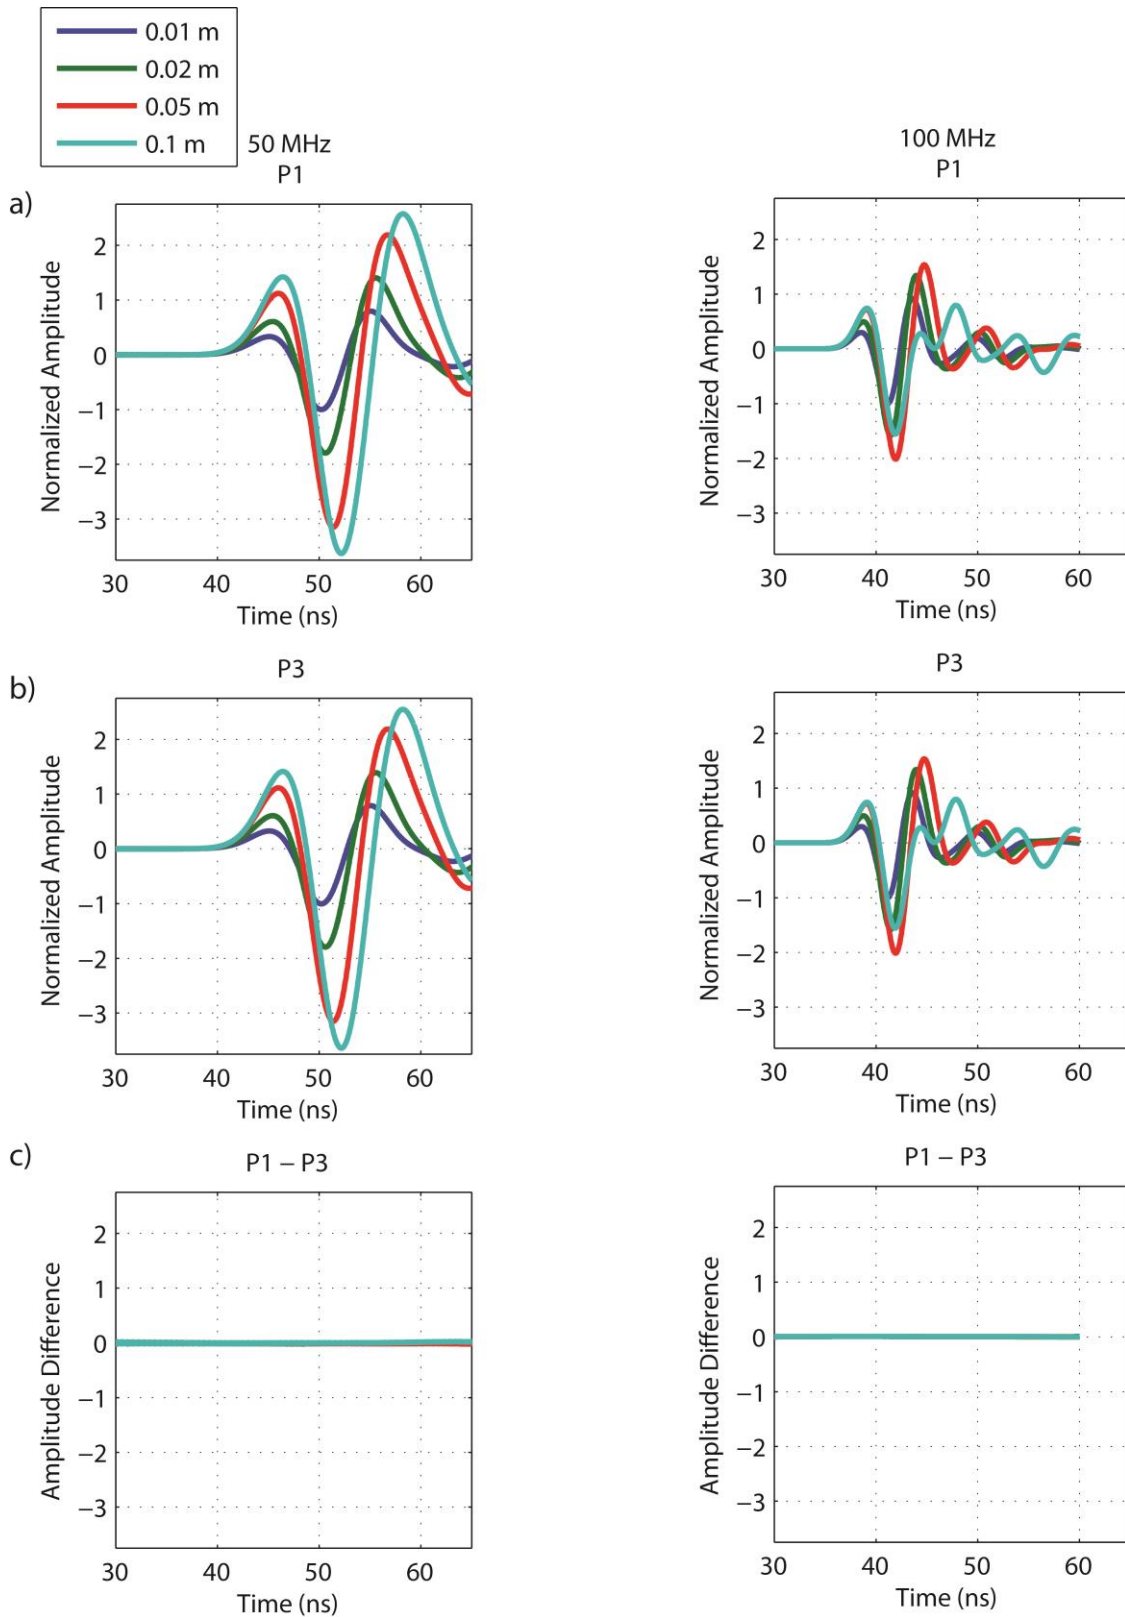 0.01 m
0.02 m
0.05 m
0.1 m
50 MHz
P1
100 MHz
P1
a)
Normalized Amplitude
2
1
0
−1
−2
−3
30 40 50 60
Time (ns)
Normalized Amplitude
2
1
0
−1
−2
−3
30 40 50 60
Time (ns)
P3
P3
b)
Normalized Amplitude
2
1
0
−1
−2
−3
30 40 50 60
Time (ns)
Normalized Amplitude
2
1
0
−1
−2
−3
30 40 50 60
Time (ns)
c)
P1 – P3
P1 – P3
Amplitude Difference
2
1
0
−1
−2
−3
30 40 50 60
Time (ns)
Amplitude Difference
2
1
0
−1
−2
−3
30 40 50 60
Time (ns)